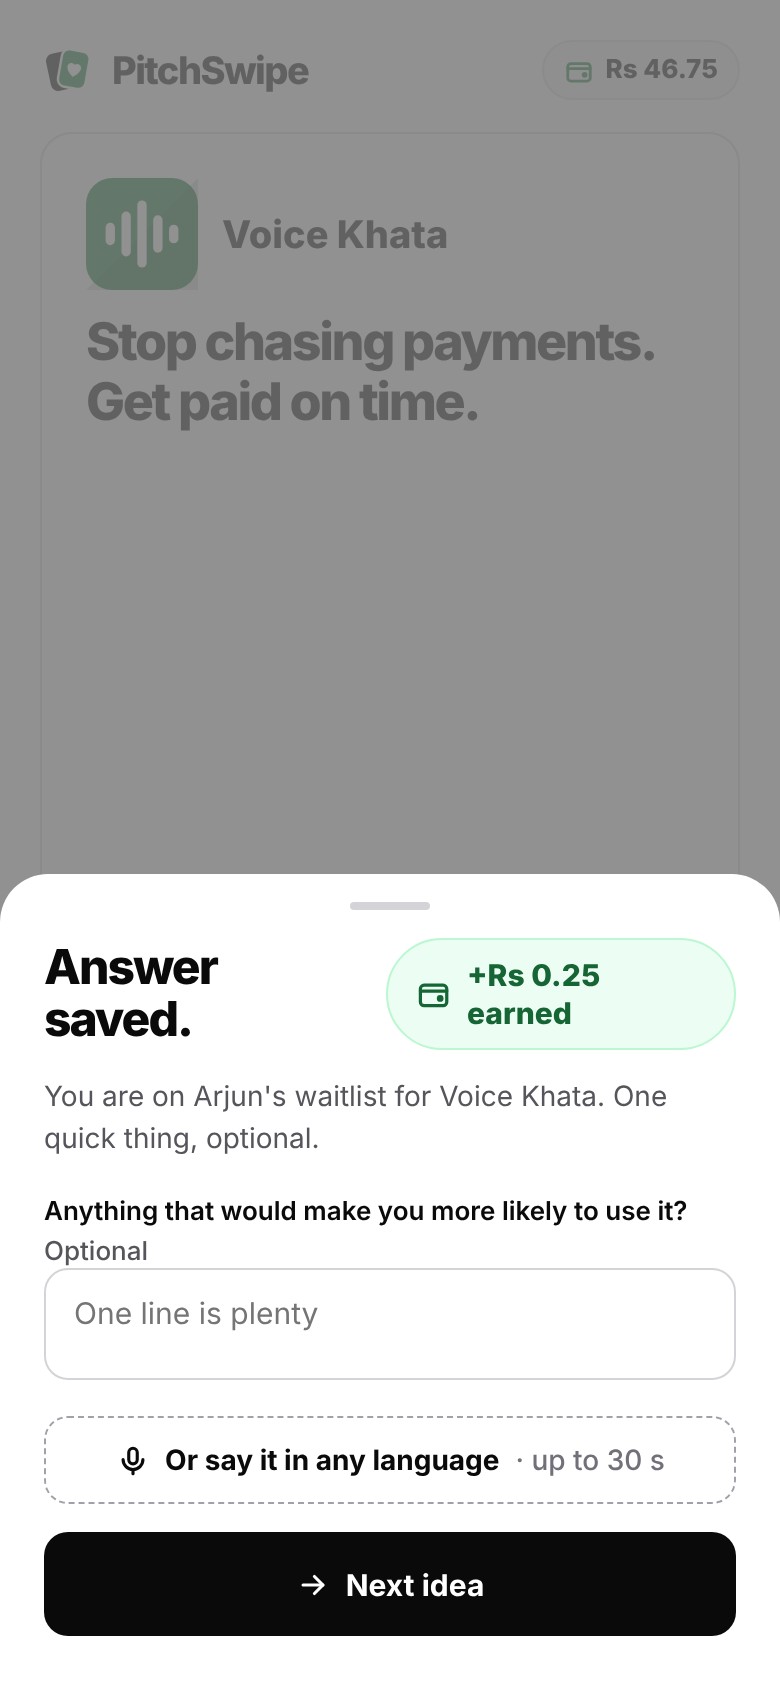 PitchSwipe
Rs 46.75
Voice Khata
Stop chasing payments.
Get paid on time.
Answer
saved.
+Rs 0.25
earned
You are on Arjun's waitlist for Voice Khata. One
quick thing, optional.
Anything that would make you more likely to use it?
Optional
One line is plenty
Or say it in any language · up to 30 s
Next idea